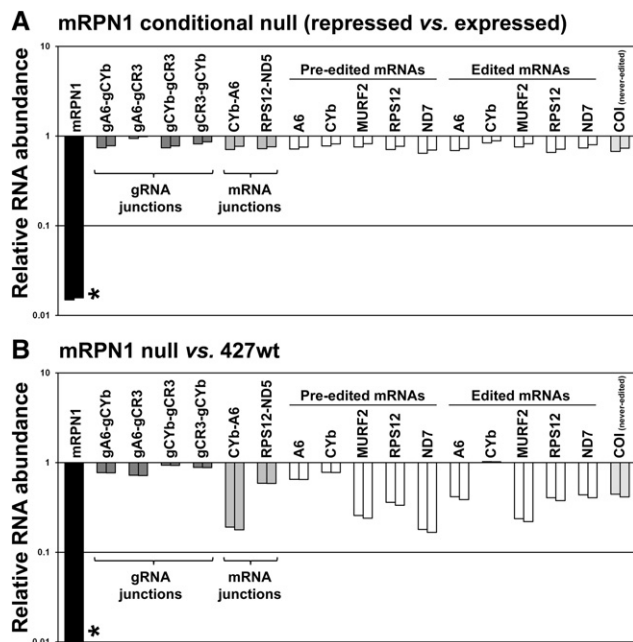 A mRPN1 conditional null (repressed vs. expressed)
Relative RNA abundance
10
1
0.1
0.01
mRPN1
gA6-gCYb
gA6-gCR3
gCYb-gCR3
gCR3-gCYb
CYb-A6
RPS12-ND5
Pre-edited mRNAs
A6
CYb
MURF2
RPS12
ND7
Edited mRNAs
A6
CYb
MURF2
RPS12
ND7
COI (never-edited)
gRNA junctions
mRNA junctions
*
B mRPN1 null vs. 427wt
Relative RNA abundance
10
1
0.1
0.01
mRPN1
gA6-gCYb
gA6-gCR3
gCYb-gCR3
gCR3-gCYb
CYb-A6
RPS12-ND5
Pre-edited mRNAs
A6
CYb
MURF2
RPS12
ND7
Edited mRNAs
A6
CYb
MURF2
RPS12
ND7
COI (never-edited)
gRNA junctions
mRNA junctions
*